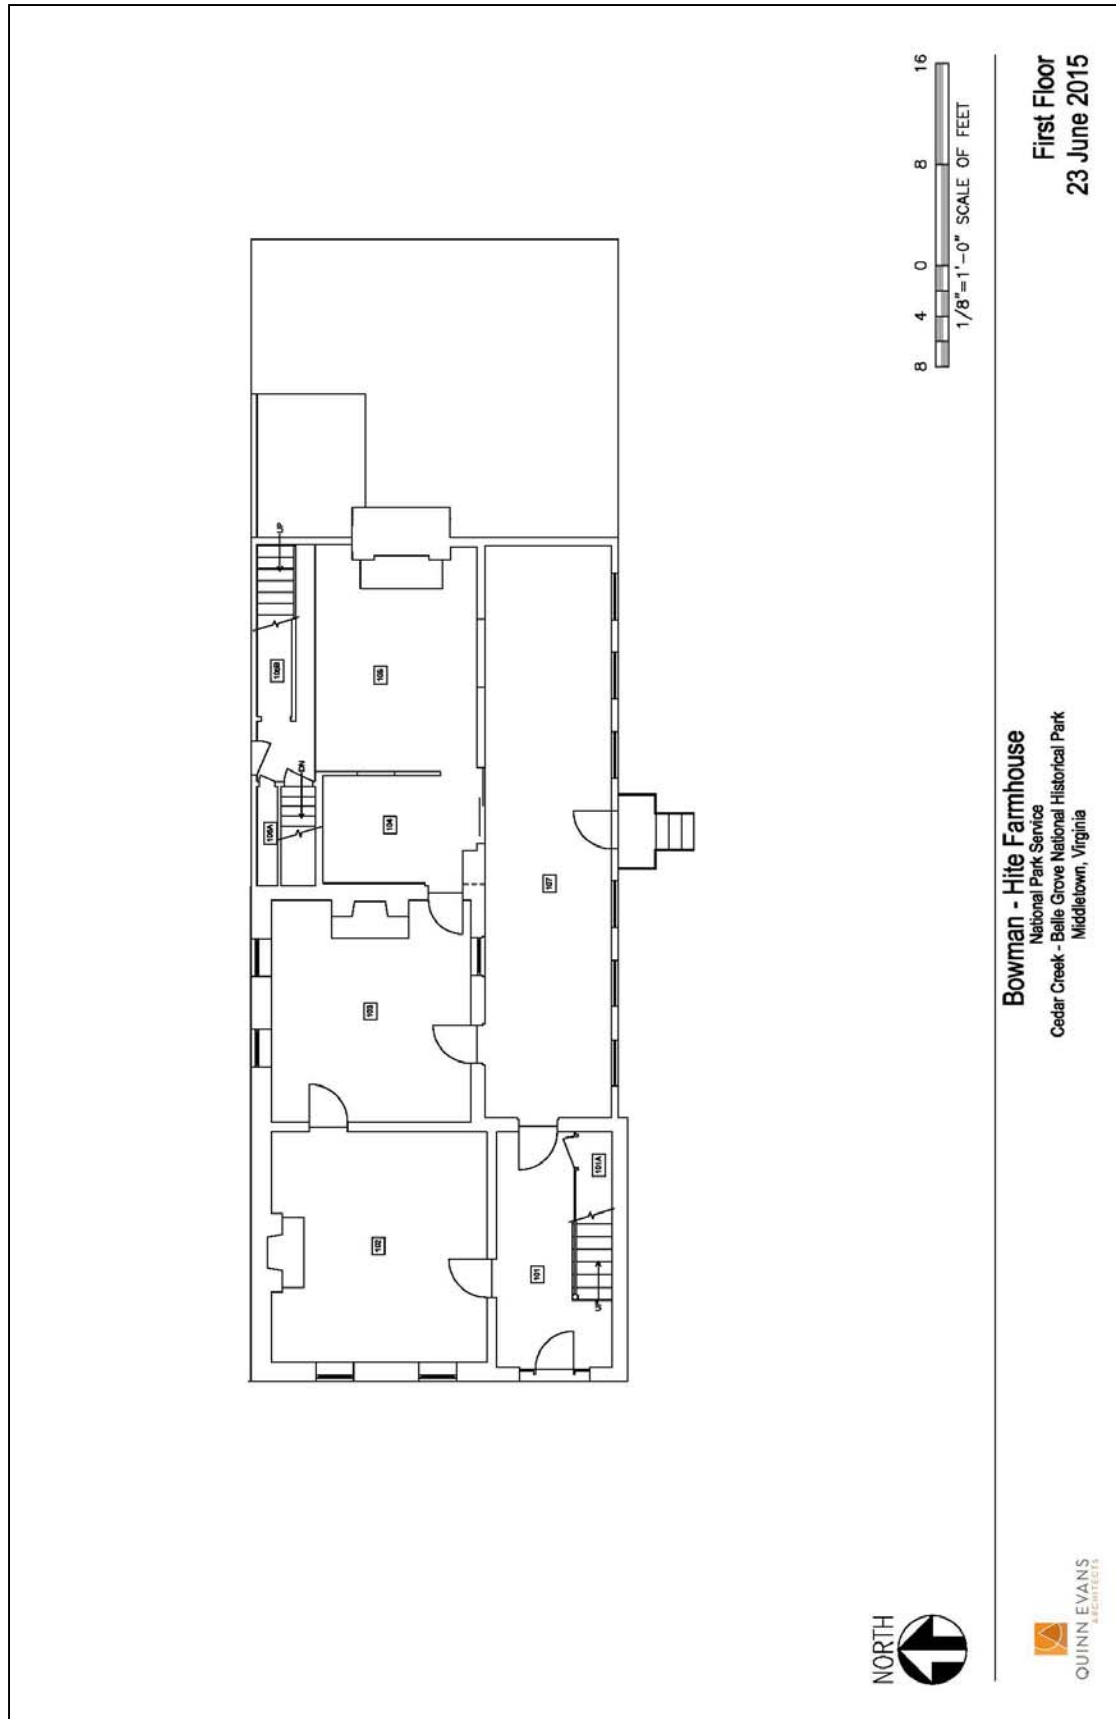 UP
106B
105
DN
106A
104
107
103
102
101
101A
UP
NORTH
8 4 0 8 16
1/8"=1'-0" SCALE OF FEET
Bowman - Hite Farmhouse
National Park Service
Cedar Creek - Belle Grove National Historical Park
Middletown, Virginia
First Floor
23 June 2015
QUINN EVANS
ARCHITECTS